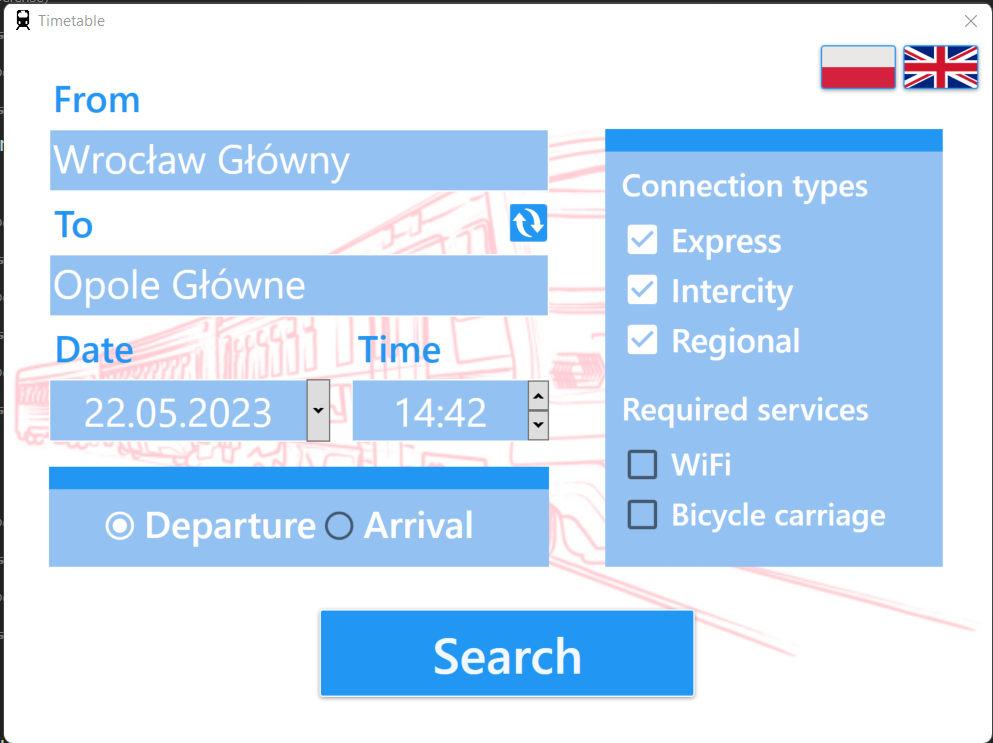 Timetable
From
Wrocław Główny
To
Opole Główne
Date
Time
22.05.2023
14:42
Departure
Arrival
Connection types
Express
Intercity
Regional
Required services
WiFi
Bicycle carriage
Search